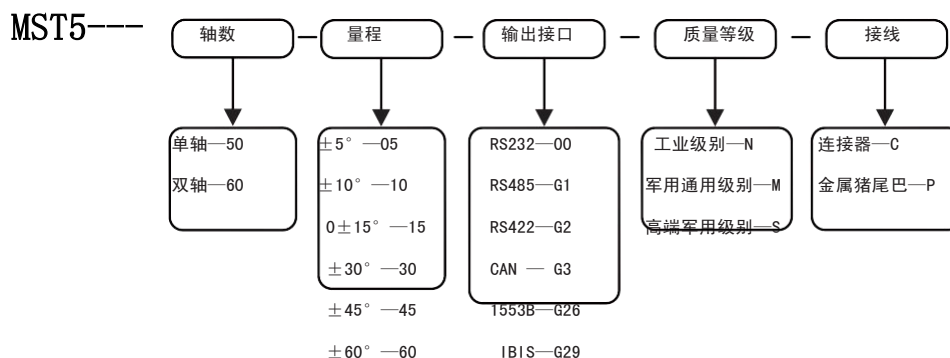 MST5---
轴数 — 量程 — 输出接口 — 质量等级 — 接线
单轴—50
双轴—60
±5° —05
±10° —10
0±15° —15
±30° —30
±45° —45
±60° —60
RS232—00
RS485—G1
RS422—G2
CAN — G3
1553B—G26
IBIS—G29
工业级别—N
军用通用级别—M
高端军用级别—S
连接器—C
金属猪尾巴—P